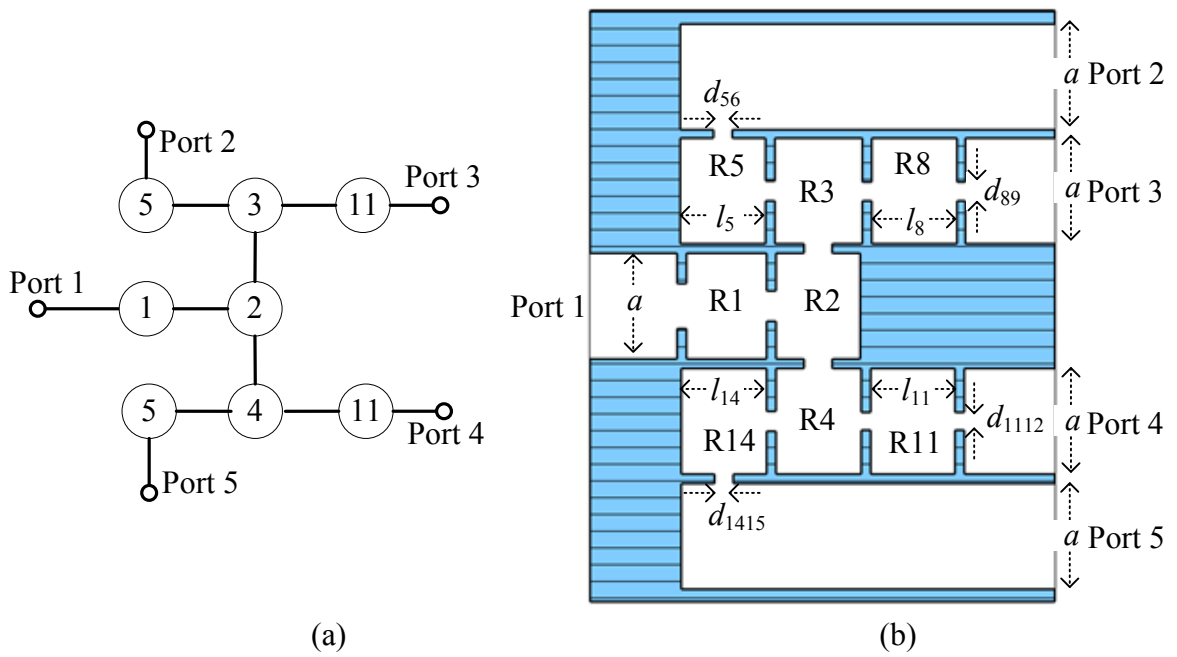 Port 2
5
3
11
Port 3
Port 1
1
2
5
4
11
Port 4
Port 5
(a)
a Port 2
d56
R5
R3
R8
d89
a Port 3
l5
l8
Port 1
a
R1
R2
l14
l11
d1112
a Port 4
R14
R4
R11
d1415
a Port 5
(b)